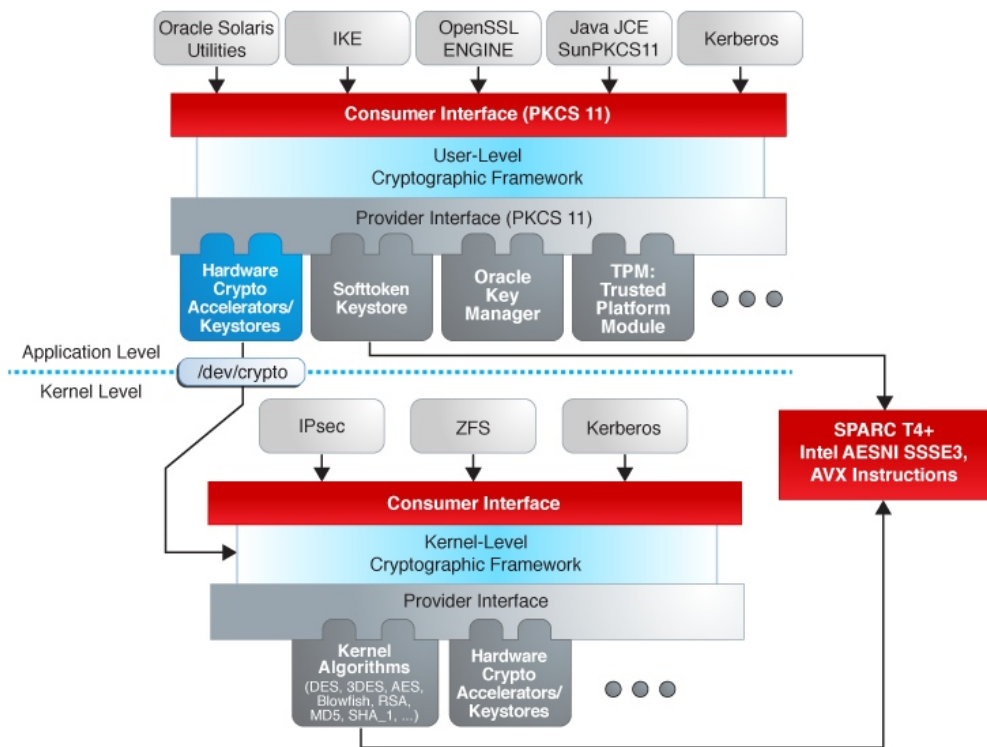 Oracle Solaris
Utilities
IKE
OpenSSL
ENGINE
Java JCE
SunPKCS11
Kerberos
Consumer Interface (PKCS 11)
User-Level
Cryptographic Framework
Provider Interface (PKCS 11)
Hardware
Crypto
Accelerators/
Keystores
Softtoken
Keystore
Oracle
Key
Manager
TPM:
Trusted
Platform
Module
Application Level
/dev/crypto
Kernel Level
IPsec
ZFS
Kerberos
SPARC T4+
Intel AESNI SSSE3,
AVX Instructions
Consumer Interface
Kernel-Level
Cryptographic Framework
Provider Interface
Kernel
Algorithms
(DES, 3DES, AES,
Blowfish, RSA,
MD5, SHA_1, ...)
Hardware
Crypto
Accelerators/
Keystores